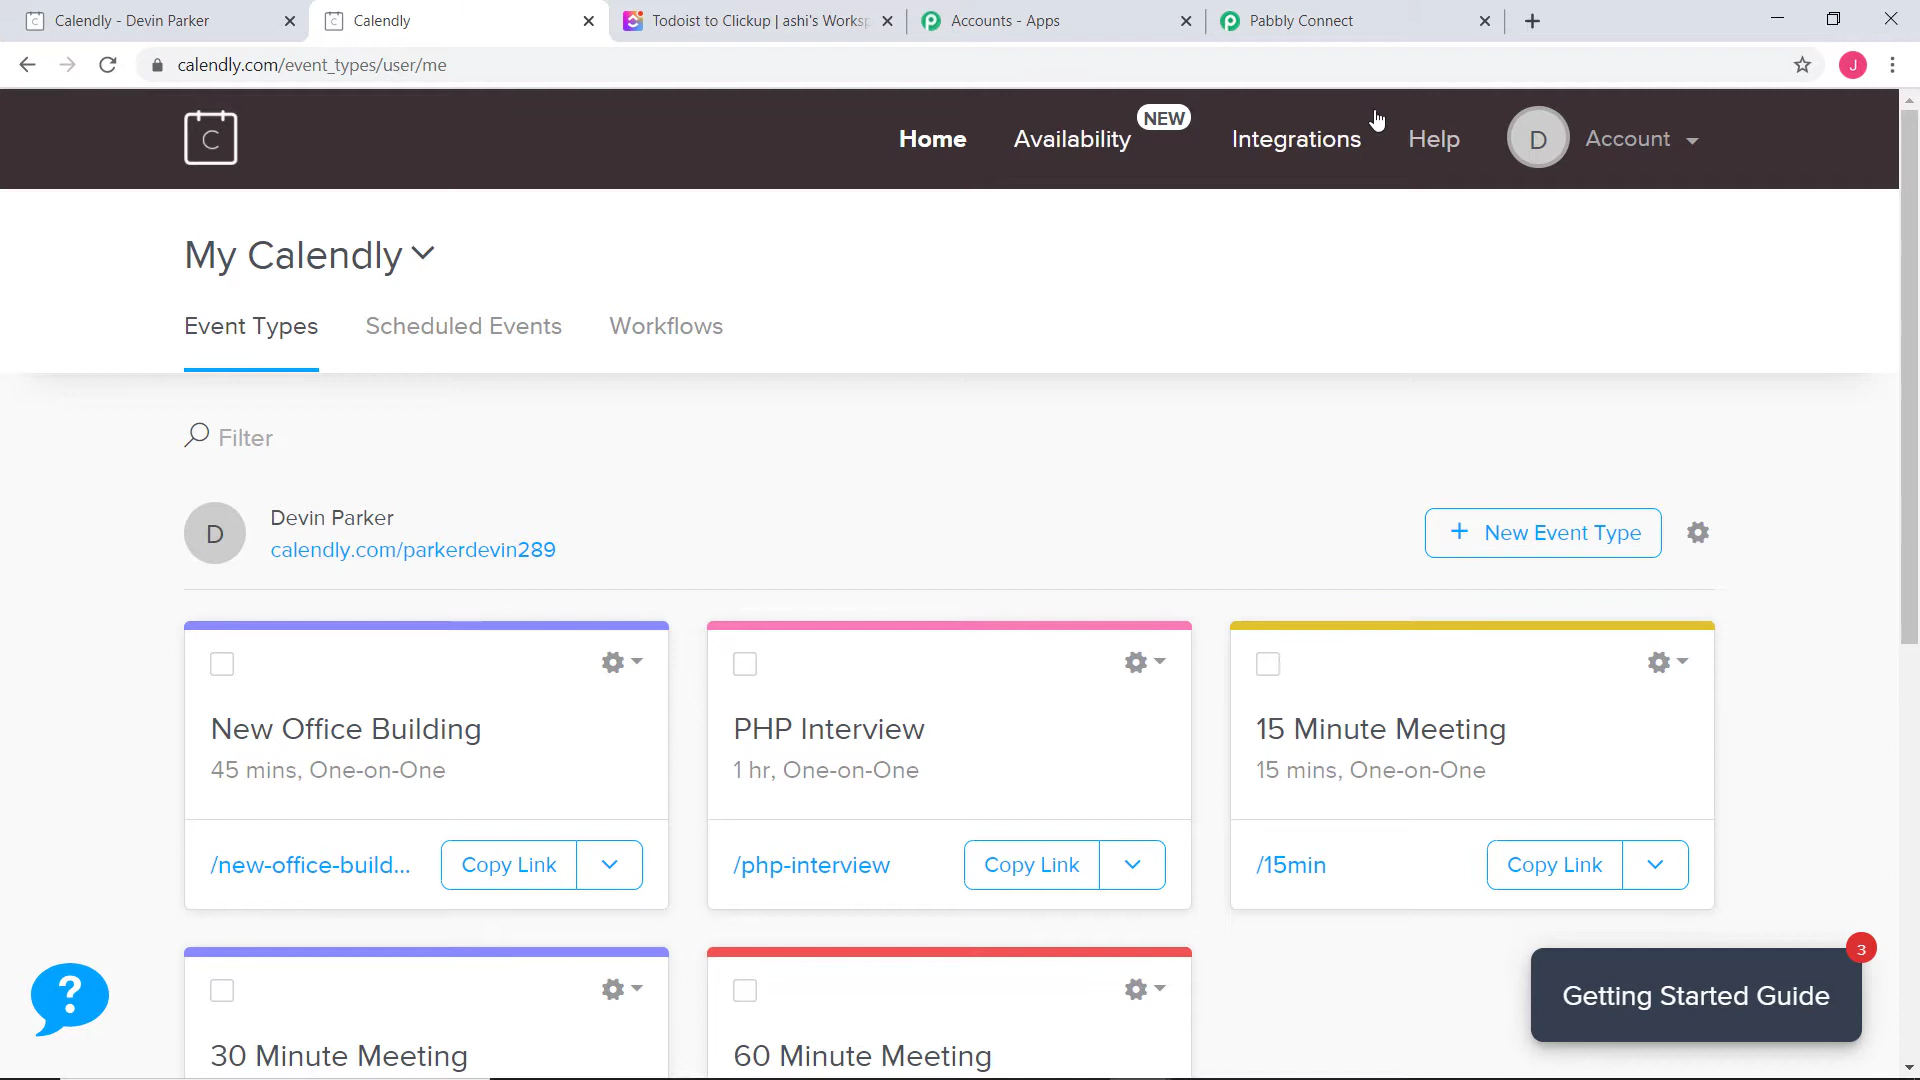 Calendly - Devin Parker
Calendly
Todoist to Clickup | ashi's Worksp
Accounts - Apps
Pabbly Connect
calendly.com/event_types/user/me
J
C
Home
Availability
NEW
Integrations
Help
D
Account
My Calendly
Event Types
Scheduled Events
Workflows
Filter
D
Devin Parker
calendly.com/parkerdevin289
+ New Event Type
New Office Building
45 mins, One-on-One
/new-office-build...
Copy Link
PHP Interview
1 hr, One-on-One
/php-interview
Copy Link
15 Minute Meeting
15 mins, One-on-One
/15min
Copy Link
30 Minute Meeting
60 Minute Meeting
?
3
Getting Started Guide